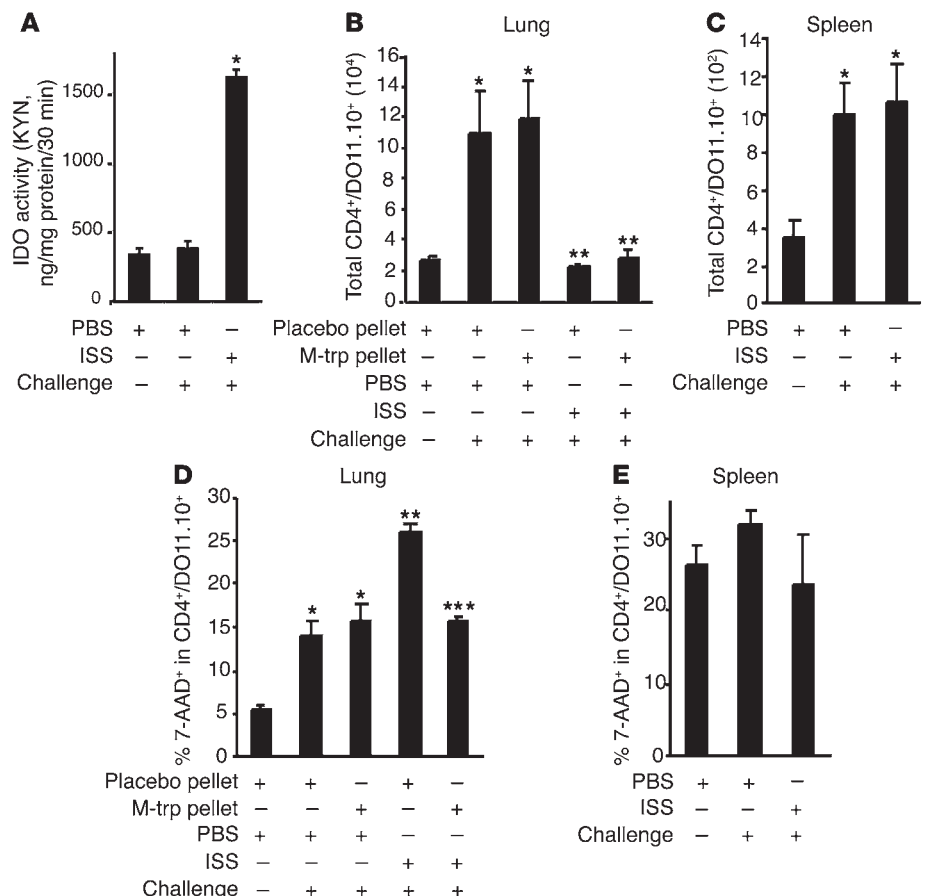 A
IDO activity (KYN,
ng/mg protein/30 min)
1500
1000
500
0
*
PBS + + –
ISS – – +
Challenge – + +
B
Lung
Total CD4⁺/DO11.10⁺ (10⁴)
16
14
12
10
8
6
4
2
0
* * ** **
Placebo pellet + + – + –
M-trp pellet – – + – +
PBS + + + – –
ISS – – – + +
Challenge – + + + +
C
Spleen
Total CD4⁺/DO11.10⁺ (10²)
14
12
10
8
6
4
2
0
* *
PBS + + –
ISS – – +
Challenge – + +
D
Lung
% 7-AAD⁺ in CD4⁺/DO11.10⁺
30
25
20
15
10
5
0
* * ** ***
Placebo pellet + + – + –
M-trp pellet – – + – +
PBS + + + – –
ISS – – – + +
Challenge – + + + +
E
Spleen
% 7-AAD⁺ in CD4⁺/DO11.10⁺
30
20
10
0
PBS + + –
ISS – – +
Challenge – + +